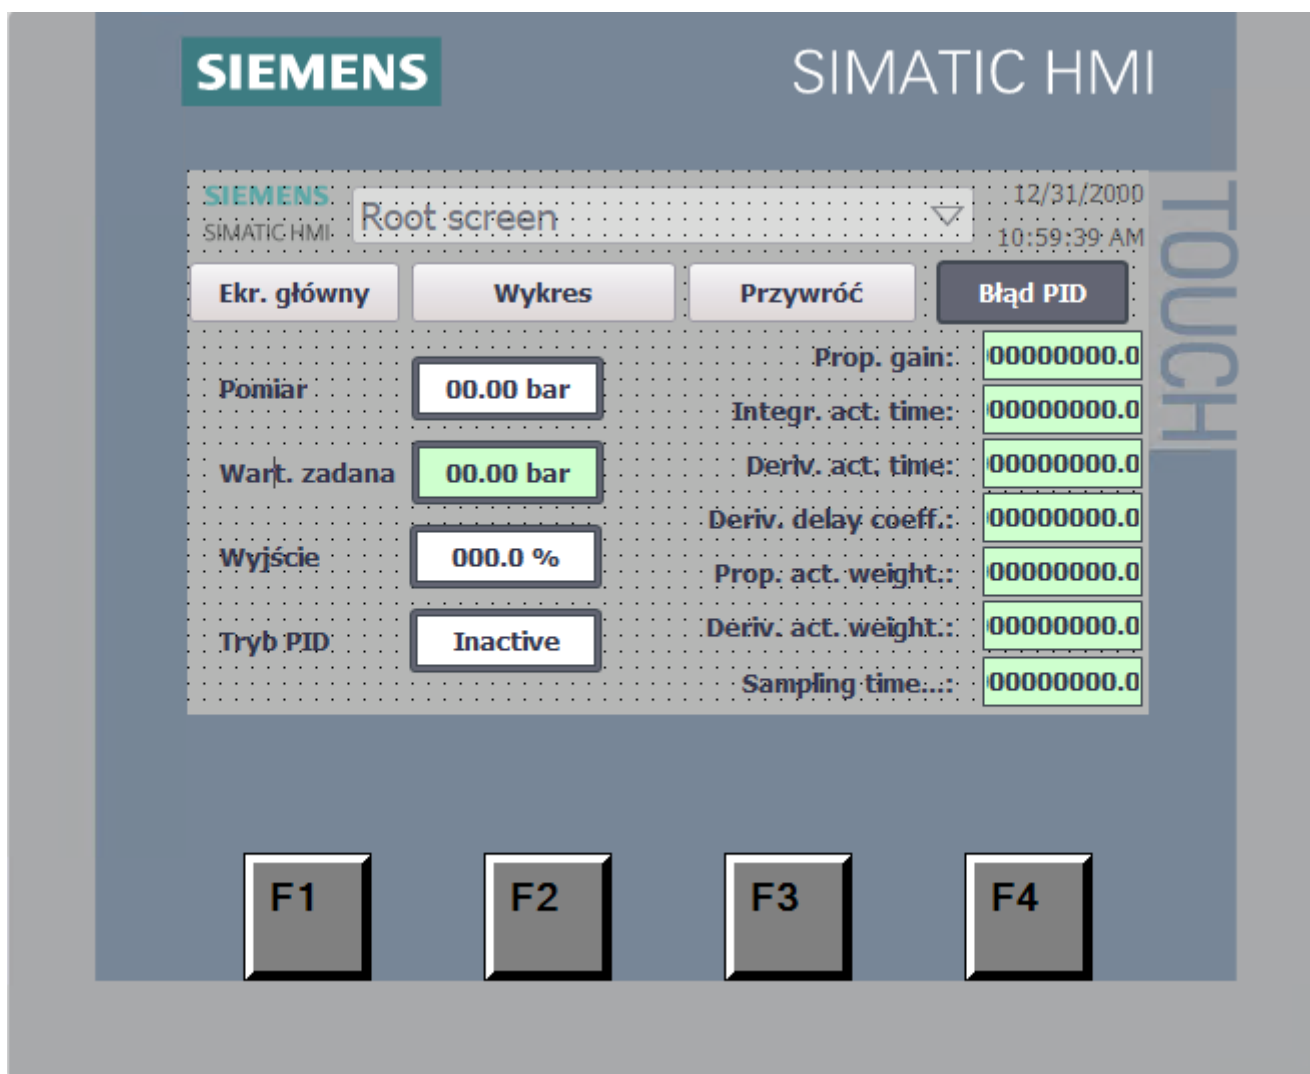 SIEMENS
SIMATIC HMI
TOUCH
SIEMENS
SIMATIC HMI
Root screen
12/31/2000
10:59:39 AM
Ekr. główny
Wykres
Przywróć
Błąd PID
Pomiar
00.00 bar
Wart. zadana
00.00 bar
Wyjście
000.0 %
Tryb PID
Inactive
Prop. gain:
00000000.0
Integr. act. time:
00000000.0
Deriv. act. time:
00000000.0
Deriv. delay coeff.:
00000000.0
Prop. act. weight.:
00000000.0
Deriv. act. weight.:
00000000.0
Sampling time...:
00000000.0
F1
F2
F3
F4